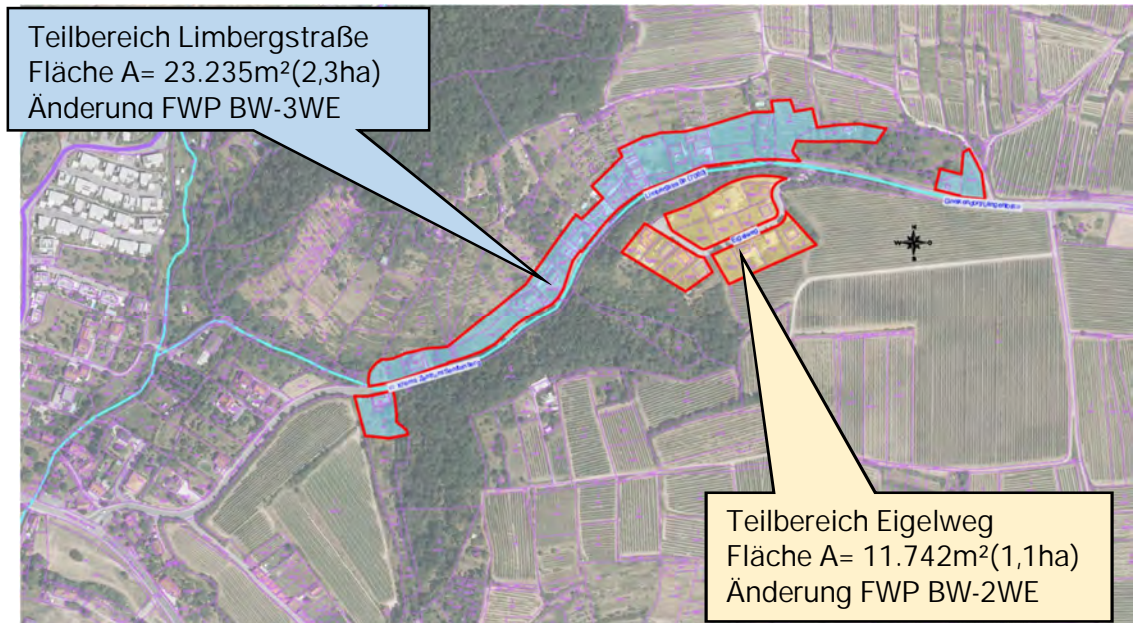 Teilbereich Limbergstraße
Fläche A= 23.235m²(2,3ha)
Änderung FWP BW-3WE
Eigelweg
Teilbereich Eigelweg
Fläche A= 11.742m²(1,1ha)
Änderung FWP BW-2WE